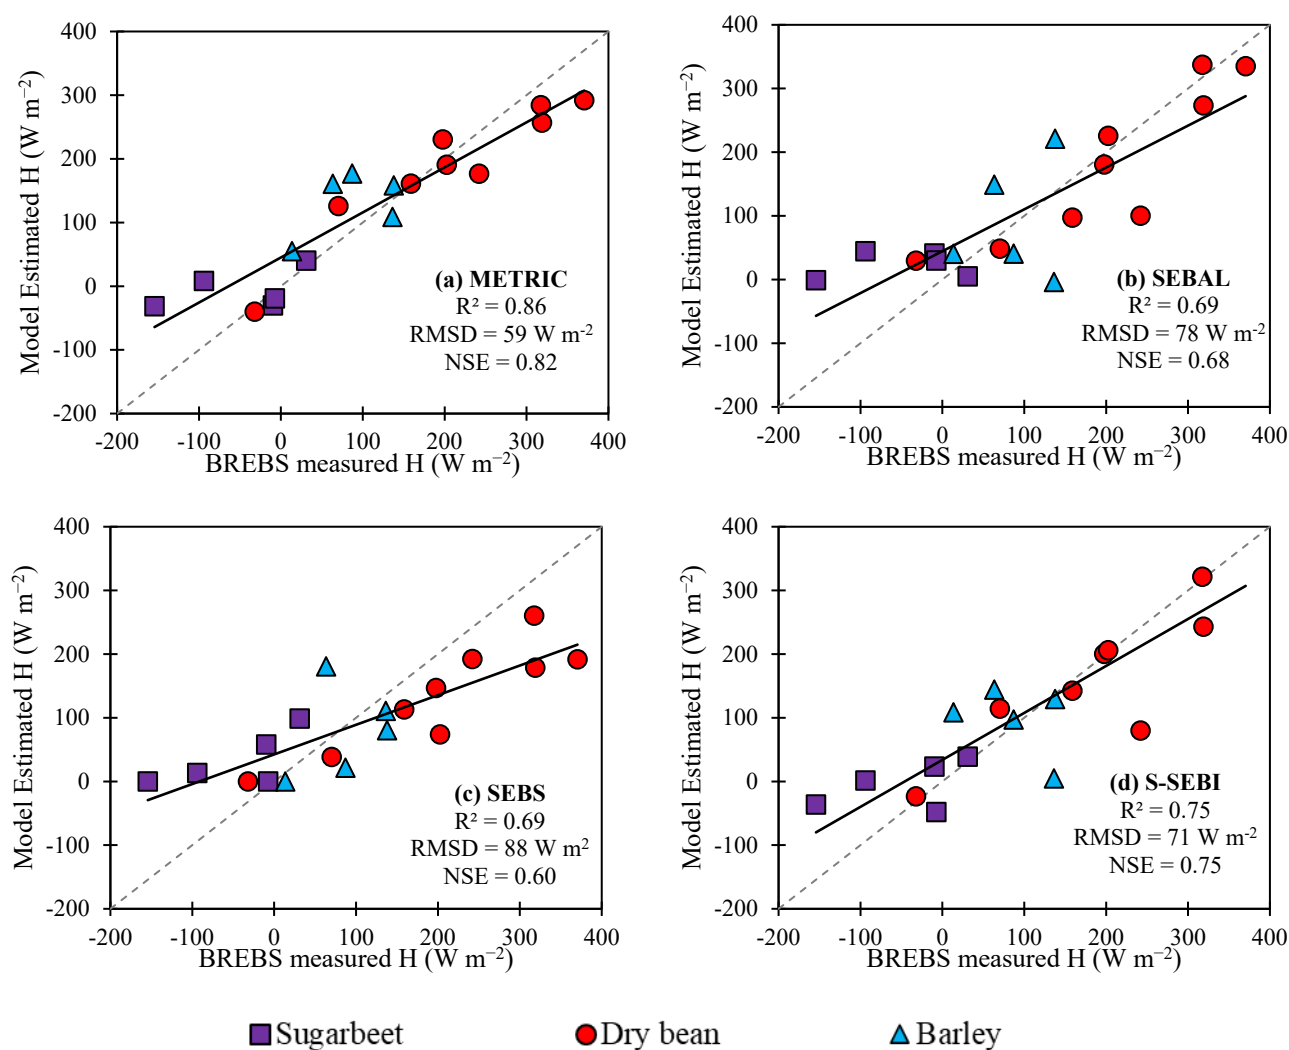 400
300
200
100
0
-100
-200
-200 -100 0 100 200 300 400
Model Estimated H (W m⁻²)
BREBS measured H (W m⁻²)
(a) METRIC
R² = 0.86
RMSD = 59 W m⁻²
NSE = 0.82
400
300
200
100
0
-100
-200
-200 -100 0 100 200 300 400
Model Estimated H (W m⁻²)
BREBS measured H (W m⁻²)
(b) SEBAL
R² = 0.69
RMSD = 78 W m⁻²
NSE = 0.68
400
300
200
100
0
-100
-200
-200 -100 0 100 200 300 400
Model Estimated H (W m⁻²)
BREBS measured H (W m⁻²)
(c) SEBS
R² = 0.69
RMSD = 88 W m²
NSE = 0.60
400
300
200
100
0
-100
-200
-200 -100 0 100 200 300 400
Model Estimated H (W m⁻²)
BREBS measured H (W m⁻²)
(d) S-SEBI
R² = 0.75
RMSD = 71 W m⁻²
NSE = 0.75
Sugarbeet Dry bean Barley